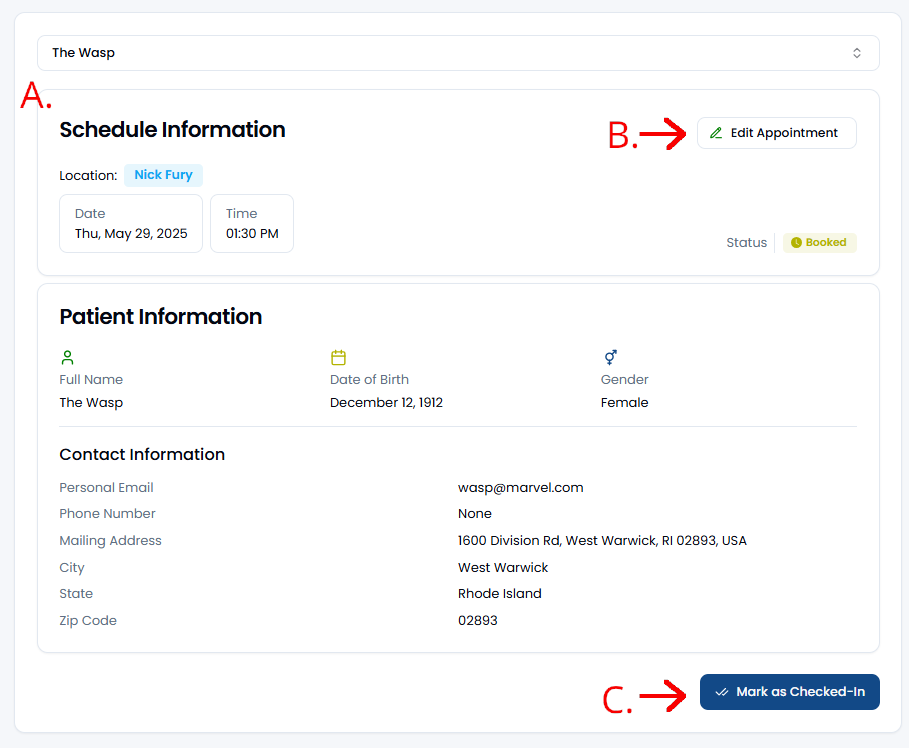 The Wasp
A.
Schedule Information
B.
Edit Appointment
Location: Nick Fury
Date
Thu, May 29, 2025
Time
01:30 PM
Status
Booked
Patient Information
Full Name
The Wasp
Date of Birth
December 12, 1912
Gender
Female
Contact Information
Personal Email wasp@marvel.com
Phone Number None
Mailing Address 1600 Division Rd, West Warwick, RI 02893, USA
City West Warwick
State Rhode Island
Zip Code 02893
C.
Mark as Checked-In